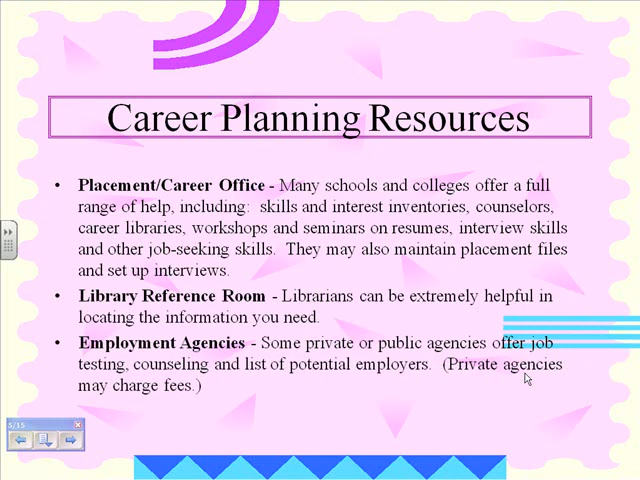 Career Planning Resources
• Placement/Career Office - Many schools and colleges offer a full
range of help, including:  skills and interest inventories, counselors,
career libraries, workshops and seminars on resumes, interview skills
and other job-seeking skills.  They may also maintain placement files
and set up interviews.
• Library Reference Room - Librarians can be extremely helpful in
locating the information you need.
• Employment Agencies - Some private or public agencies offer job
testing, counseling and list of potential employers.  (Private agencies
may charge fees.)
5/15